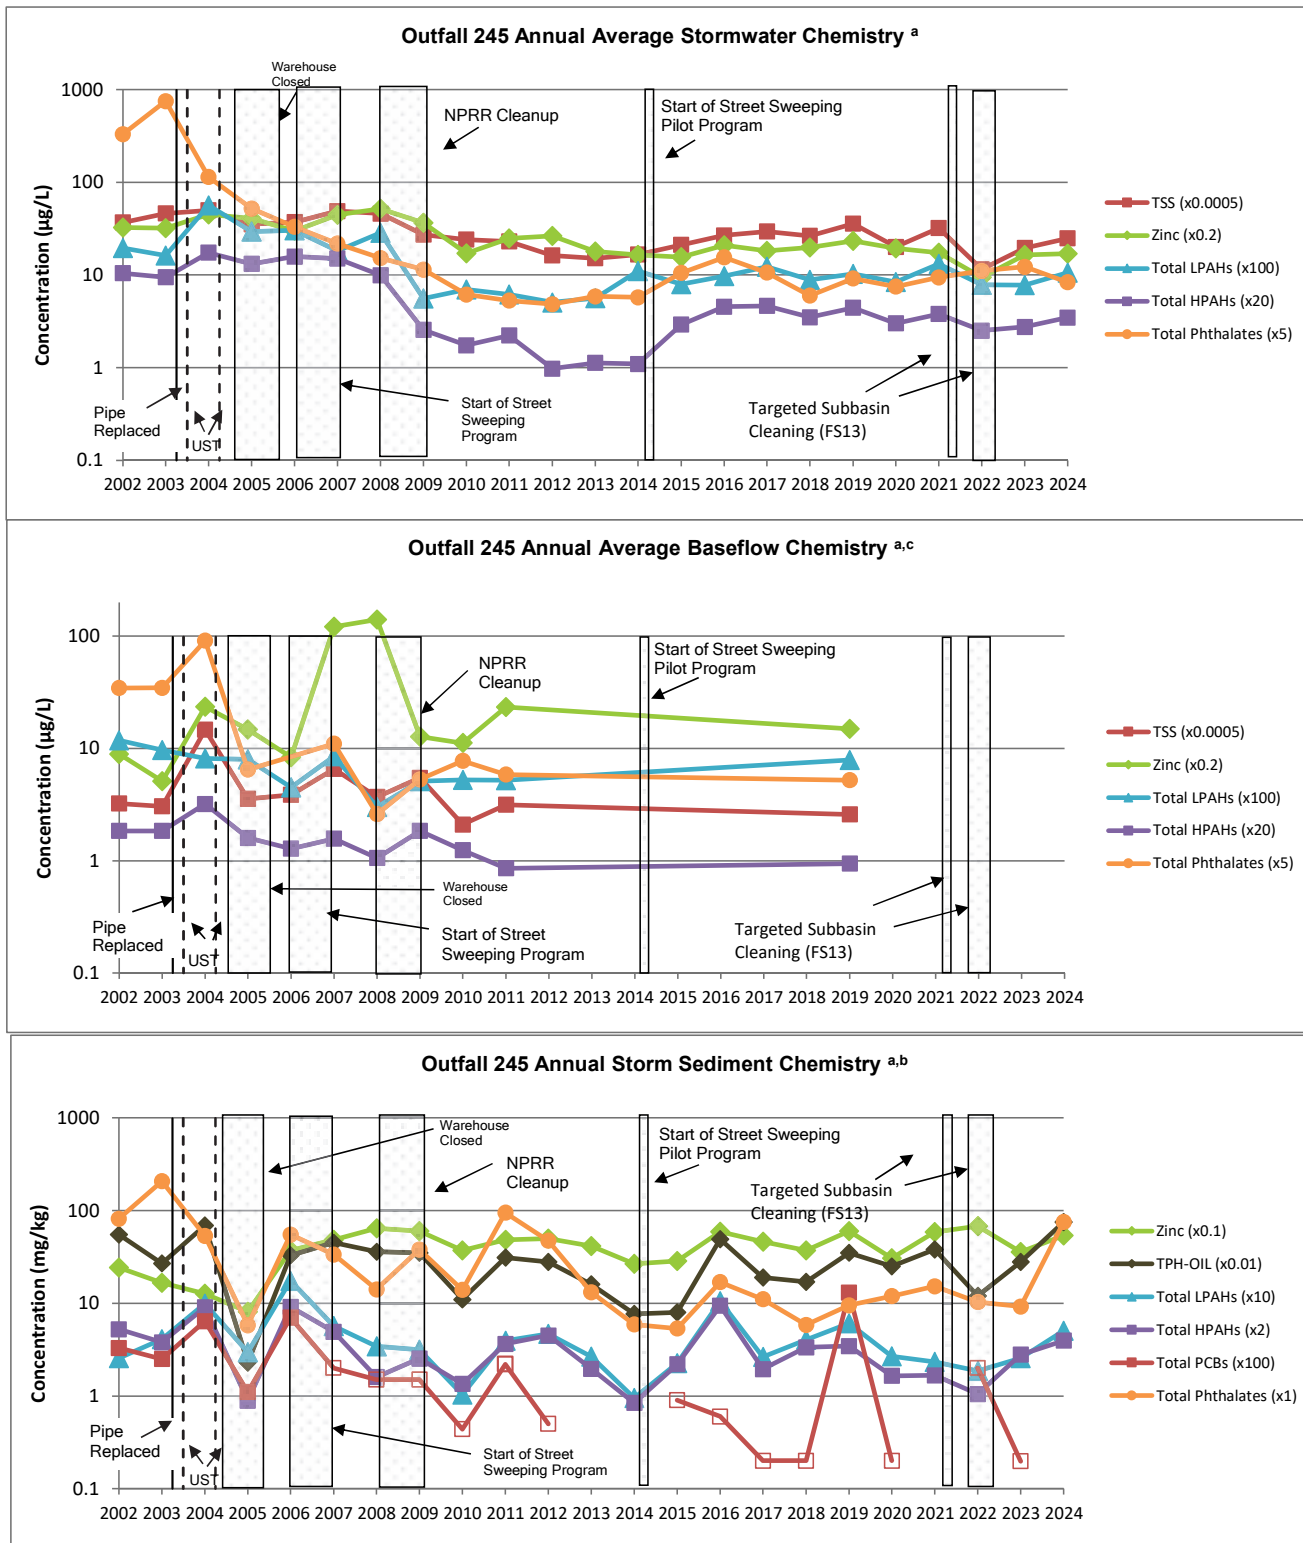 Outfall 245 Annual Average Stormwater Chemistry a
Warehouse
Closed
1000
100
10
1
0.1
Concentration (µg/L)
NPRR Cleanup
Start of Street Sweeping
Pilot Program
Pipe
Replaced
UST
Start of Street
Sweeping
Program
Targeted Subbasin
Cleaning (FS13)
TSS (x0.0005)
Zinc (x0.2)
Total LPAHs (x100)
Total HPAHs (x20)
Total Phthalates (x5)
2002 2003 2004 2005 2006 2007 2008 2009 2010 2011 2012 2013 2014 2015 2016 2017 2018 2019 2020 2021 2022 2023 2024
Outfall 245 Annual Average Baseflow Chemistry a,c
100
10
1
0.1
Concentration (µg/L)
NPRR
Cleanup
Start of Street Sweeping
Pilot Program
Warehouse
Closed
Pipe
Replaced
UST
Start of Street
Sweeping Program
Targeted Subbasin
Cleaning (FS13)
TSS (x0.0005)
Zinc (x0.2)
Total LPAHs (x100)
Total HPAHs (x20)
Total Phthalates (x5)
2002 2003 2004 2005 2006 2007 2008 2009 2010 2011 2012 2013 2014 2015 2016 2017 2018 2019 2020 2021 2022 2023 2024
Outfall 245 Annual Storm Sediment Chemistry a,b
1000
100
10
1
0.1
Concentration (mg/kg)
Warehouse
Closed
NPRR
Cleanup
Start of Street Sweeping
Pilot Program
Targeted Subbasin
Cleaning (FS13)
Pipe
Replaced
UST
Start of Street
Sweeping Program
Zinc (x0.1)
TPH-OIL (x0.01)
Total LPAHs (x10)
Total HPAHs (x2)
Total PCBs (x100)
Total Phthalates (x1)
2002 2003 2004 2005 2006 2007 2008 2009 2010 2011 2012 2013 2014 2015 2016 2017 2018 2019 2020 2021 2022 2023 2024